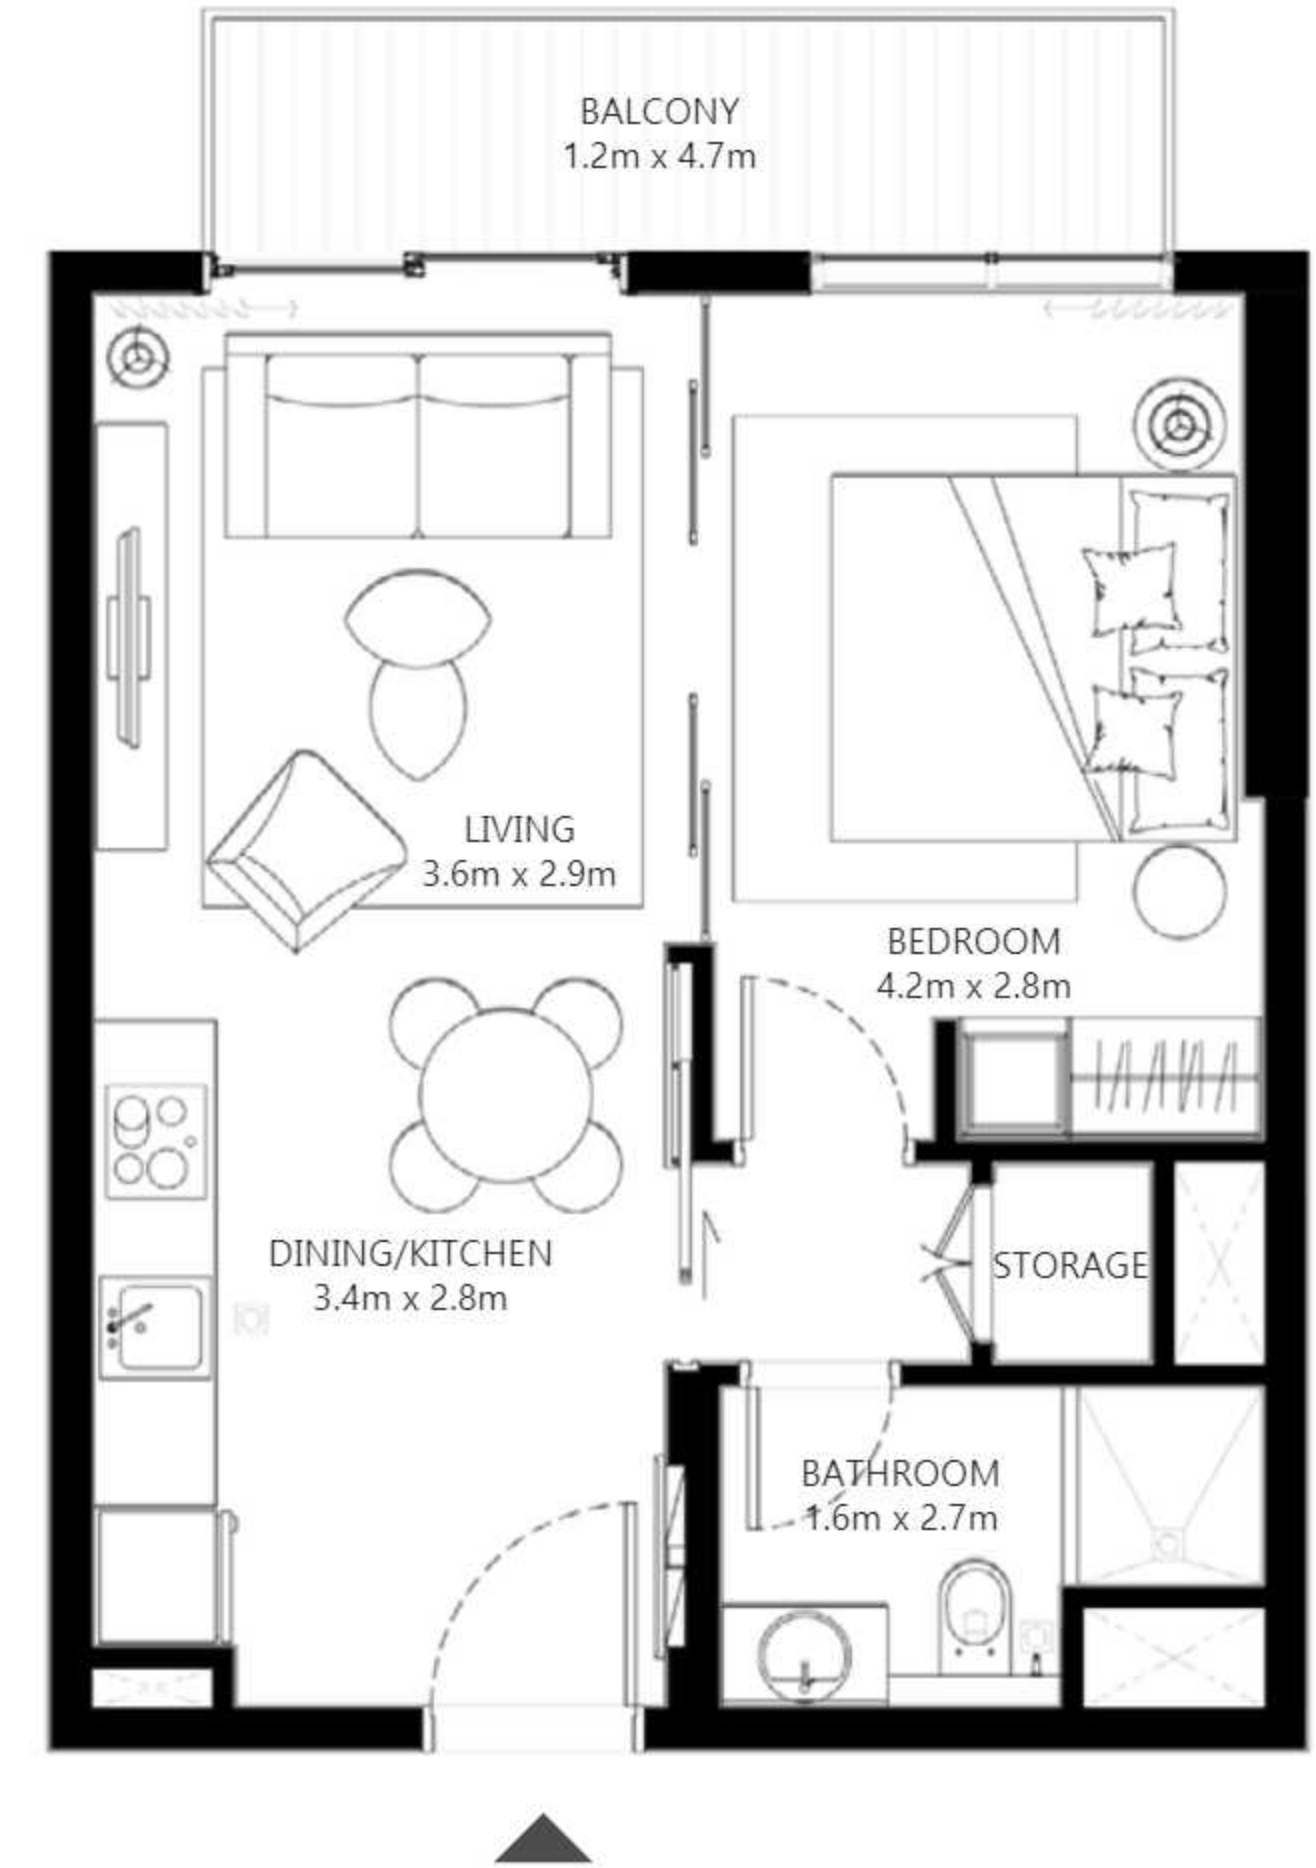 BALCONY
1.2m x 4.7m
LIVING
3.6m x 2.9m
BEDROOM
4.2m x 2.8m
DINING/KITCHEN
3.4m x 2.8m
STORAGE
BATHROOM
1.6m x 2.7m